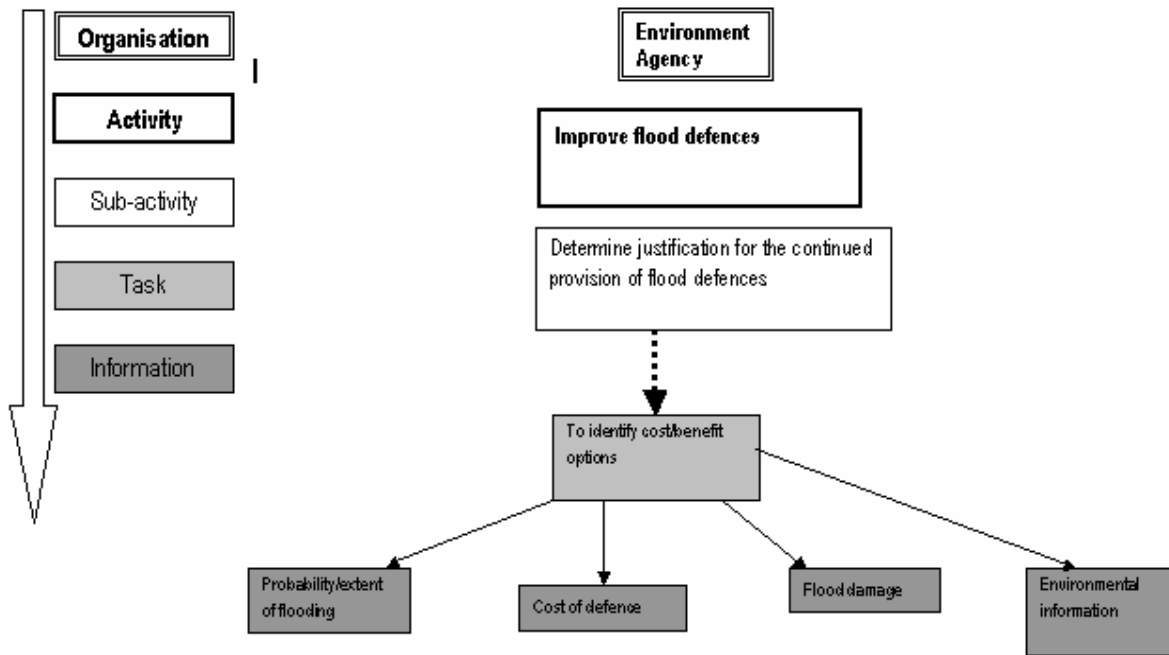 Organisation
Activity
Sub-activity
Task
Information
Environment
Agency
Improve flood defences
Determine justification for the continued
provision of flood defences
To identify cost/benefit
options
Probability/extent
of flooding
Cost of defence
Flood damage
Environmental
information